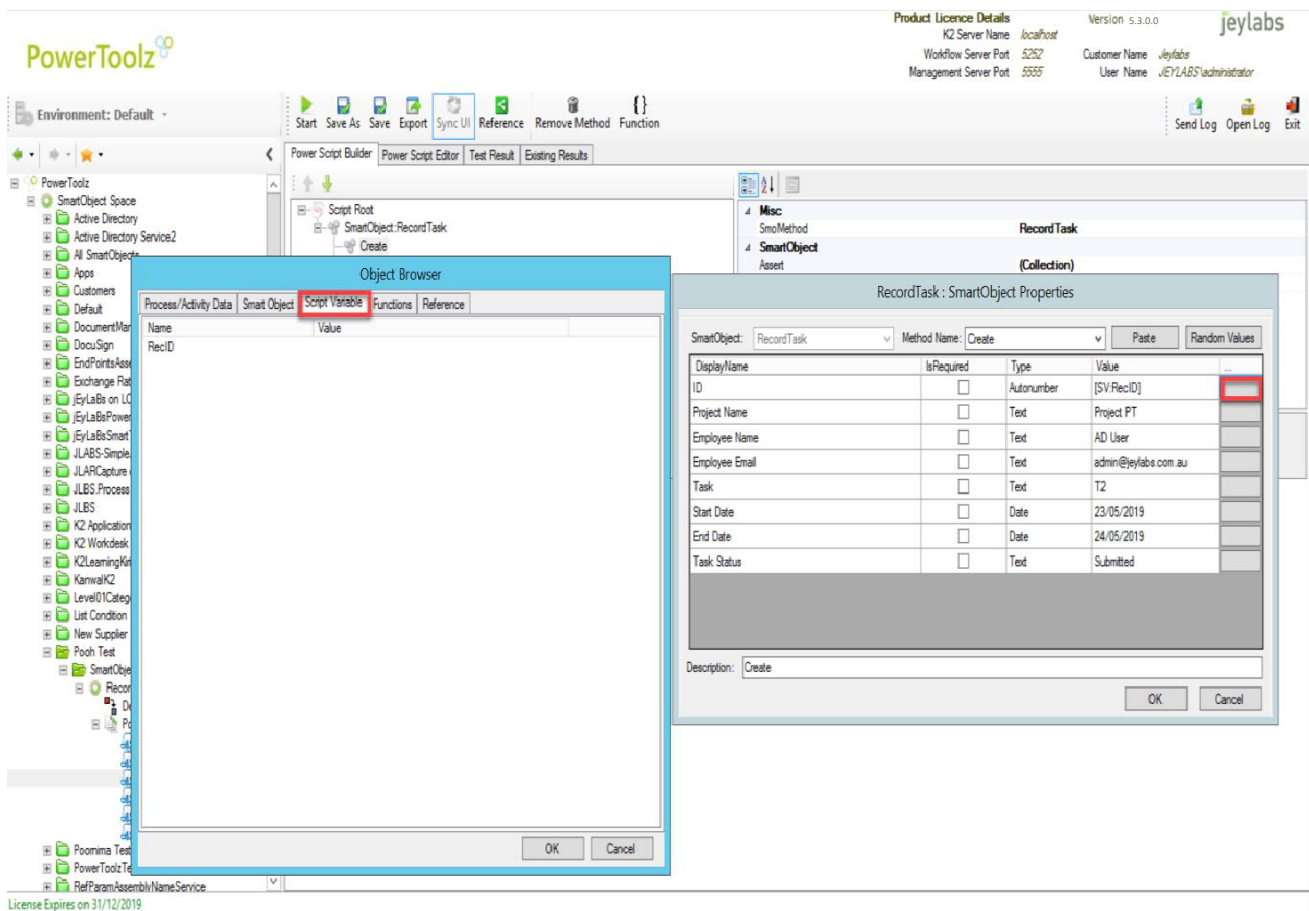 Product Licence Details Version 5.3.0.0 jeylabs
K2 Server Name localhost
PowerToolz
Workflow Server Port 5252 Customer Name Jeylabs
Management Server Port 5555 User Name JEYLABS\administrator
Environment: Default
Start Save As Save Export Sync UI Reference Remove Method Function Send Log Open Log Exit
Power Script Builder Power Script Editor Test Result Existing Results
PowerToolz
SmartObject Space
Active Directory
Active Directory Service2
All SmartObjects
Apps
Customers
Default
DocumentMar
DocuSign
EndPointsAsse
Exchange Rat
jEyLaBs on LO
jEyLaBsPower
jEyLaBsSmartT
JLABS-Simple.
JLARCapture
JLBS.Process
JLBS
K2 Application
K2 Workdesk
K2LearningKin
KanwalK2
Level01Categ
List Condition
New Supplier
Pooh Test
SmartObje
Recor
De
Po
Poornima Test
PowerToolzTe
RefParamAssemblyNameService
Script Root
SmartObject:RecordTask
Create
Misc
SmoMethod RecordTask
SmartObject
Assert (Collection)
Object Browser
Process/Activity Data Smart Object Script Variable Functions Reference
Name Value
RecID
OK Cancel
RecordTask : SmartObject Properties
SmartObject: RecordTask Method Name: Create Paste Random Values
DisplayName IsRequired Type Value ...
ID Autonumber [SV:RecID]
Project Name Text Project PT
Employee Name Text AD User
Employee Email Text admin@jeylabs.com.au
Task Text T2
Start Date Date 23/05/2019
End Date Date 24/05/2019
Task Status Text Submitted
Description: Create
OK Cancel
License Expires on 31/12/2019